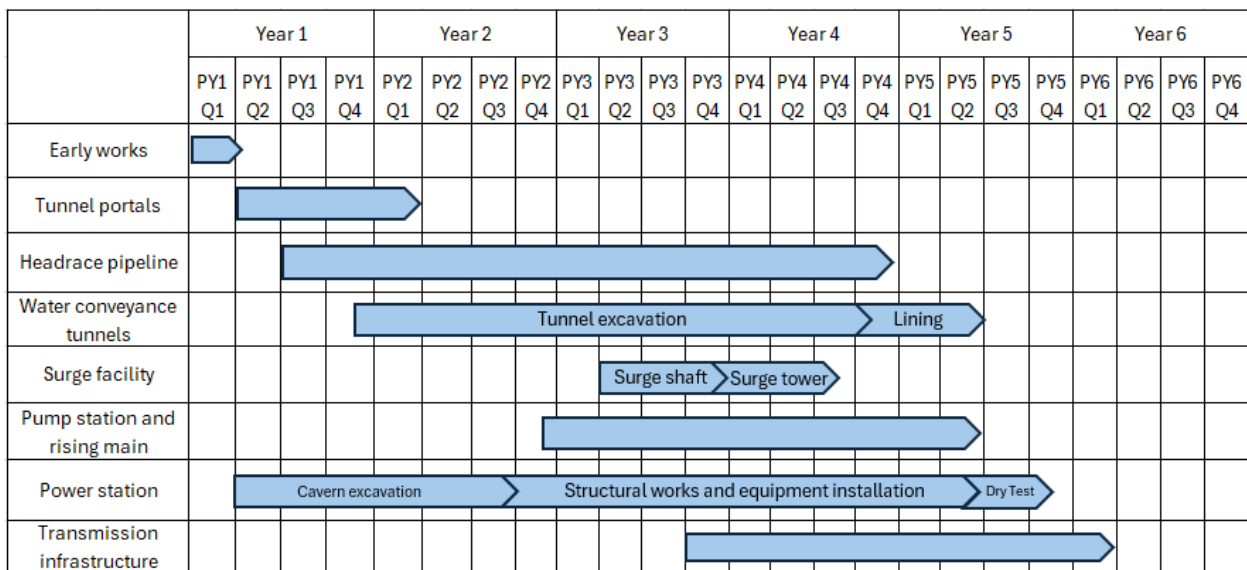 Year 1 Year 2 Year 3 Year 4 Year 5 Year 6
PY1 PY1 PY1 PY1 PY2 PY2 PY2 PY2 PY3 PY3 PY3 PY3 PY4 PY4 PY4 PY4 PY5 PY5 PY5 PY5 PY6 PY6 PY6 PY6
Q1 Q2 Q3 Q4 Q1 Q2 Q3 Q4 Q1 Q2 Q3 Q4 Q1 Q2 Q3 Q4 Q1 Q2 Q3 Q4 Q1 Q2 Q3 Q4
Early works
Tunnel portals
Headrace pipeline
Water conveyance
tunnels
Tunnel excavation Lining
Surge facility Surge shaft Surge tower
Pump station and
rising main
Power station Cavern excavation Structural works and equipment installation Dry Test
Transmission
infrastructure